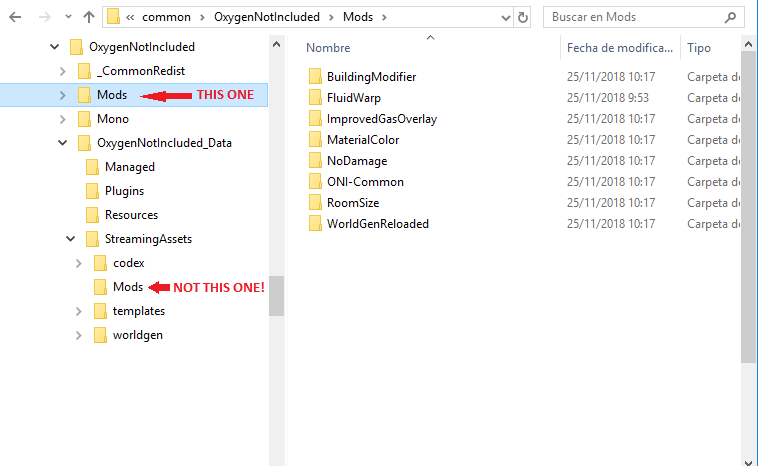 « common > OxygenNotIncluded > Mods >
Buscar en Mods
OxygenNotIncluded
_CommonRedist
Mods THIS ONE
Mono
OxygenNotIncluded_Data
Managed
Plugins
Resources
StreamingAssets
codex
Mods NOT THIS ONE!
templates
worldgen
Nombre Fecha de modifica... Tipo
BuildingModifier 25/11/2018 10:17 Carpeta de
FluidWarp 25/11/2018 9:53 Carpeta de
ImprovedGasOverlay 25/11/2018 10:17 Carpeta de
MaterialColor 25/11/2018 10:17 Carpeta de
NoDamage 25/11/2018 10:17 Carpeta de
ONI-Common 25/11/2018 10:17 Carpeta de
RoomSize 25/11/2018 10:17 Carpeta de
WorldGenReloaded 25/11/2018 10:17 Carpeta de